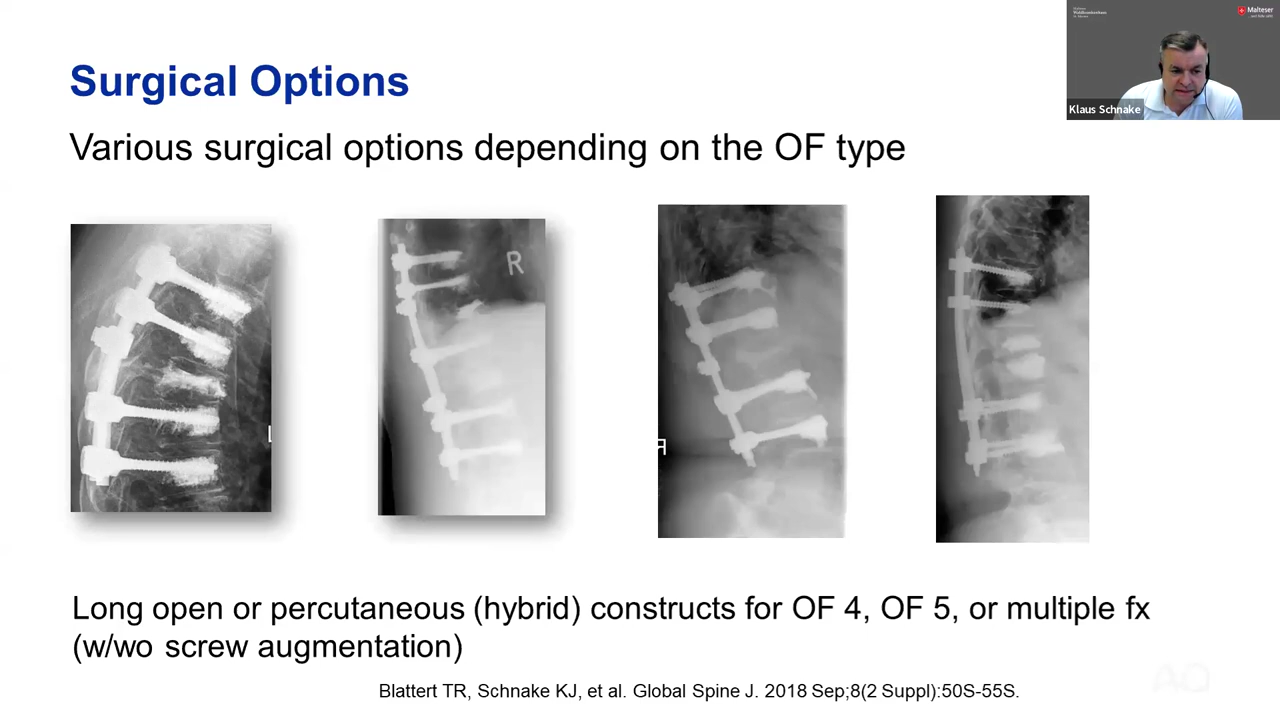 Malteser
Klaus Schnake
Surgical Options
Various surgical options depending on the OF type
R
Long open or percutaneous (hybrid) constructs for OF 4, OF 5, or multiple fx
(w/wo screw augmentation)
Blattert TR, Schnake KJ, et al. Global Spine J. 2018 Sep;8(2 Suppl):50S-55S.
AO